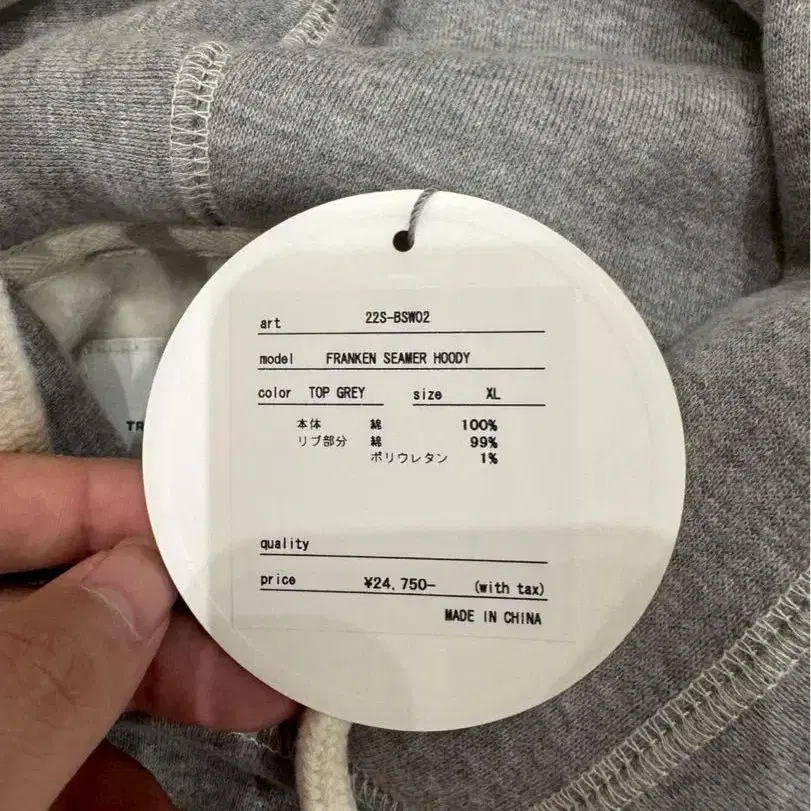 art 22S-BSW02
model FRANKEN SEAMER HOODY
color TOP GREY size XL
本体 綿 100%
リブ部分 綿 99%
ポリウレタン 1%
quality
price ¥24,750- (with tax)
MADE IN CHINA
TR